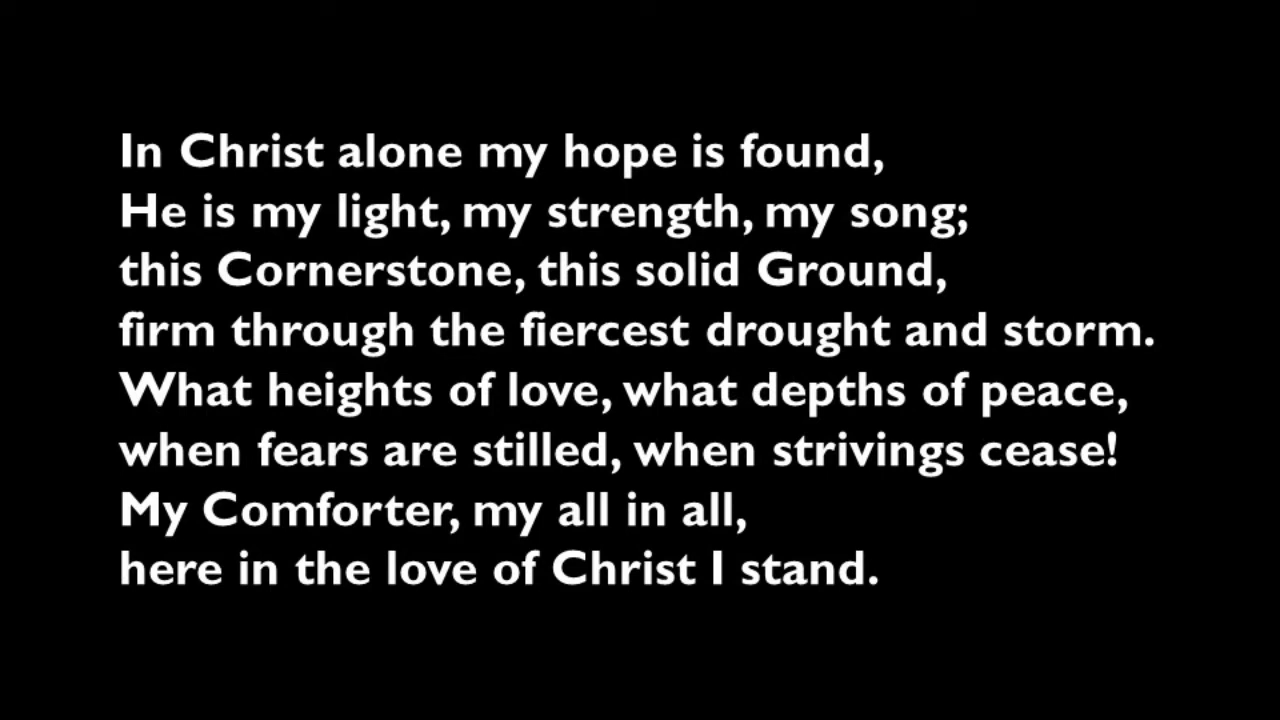 In Christ alone my hope is found,
He is my light, my strength, my song;
this Cornerstone, this solid Ground,
firm through the fiercest drought and storm.
What heights of love, what depths of peace,
when fears are stilled, when strivings cease!
My Comforter, my all in all,
here in the love of Christ I stand.